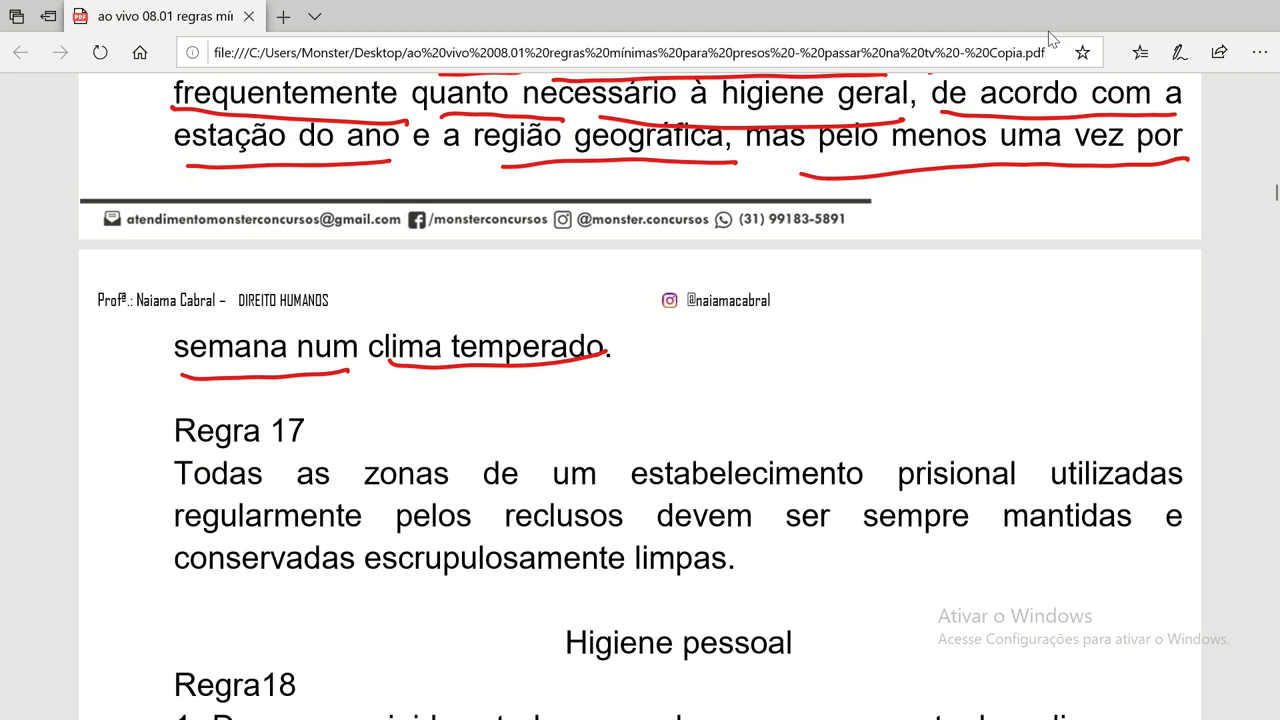 ao vivo 08.01 regras mí
file:///C:/Users/Monster/Desktop/ao%20vivo%2008.01%20regras%20mínimas%20para%20presos%20-%20passar%20na%20tv%20-%20Copia.pdf
frequentemente quanto necessário à higiene geral, de acordo com a
estação do ano e a região geográfica, mas pelo menos uma vez por
atendimentomonsterconcursos@gmail.com /monsterconcursos @monster.concursos (31) 99183-5891
Profª.: Naiama Cabral – DIREITO HUMANOS @naiamacabral
semana num clima temperado.
Regra 17
Todas as zonas de um estabelecimento prisional utilizadas
regularmente pelos reclusos devem ser sempre mantidas e
conservadas escrupulosamente limpas.
Ativar o Windows
Acesse Configurações para ativar o Windows.
Higiene pessoal
Regra18